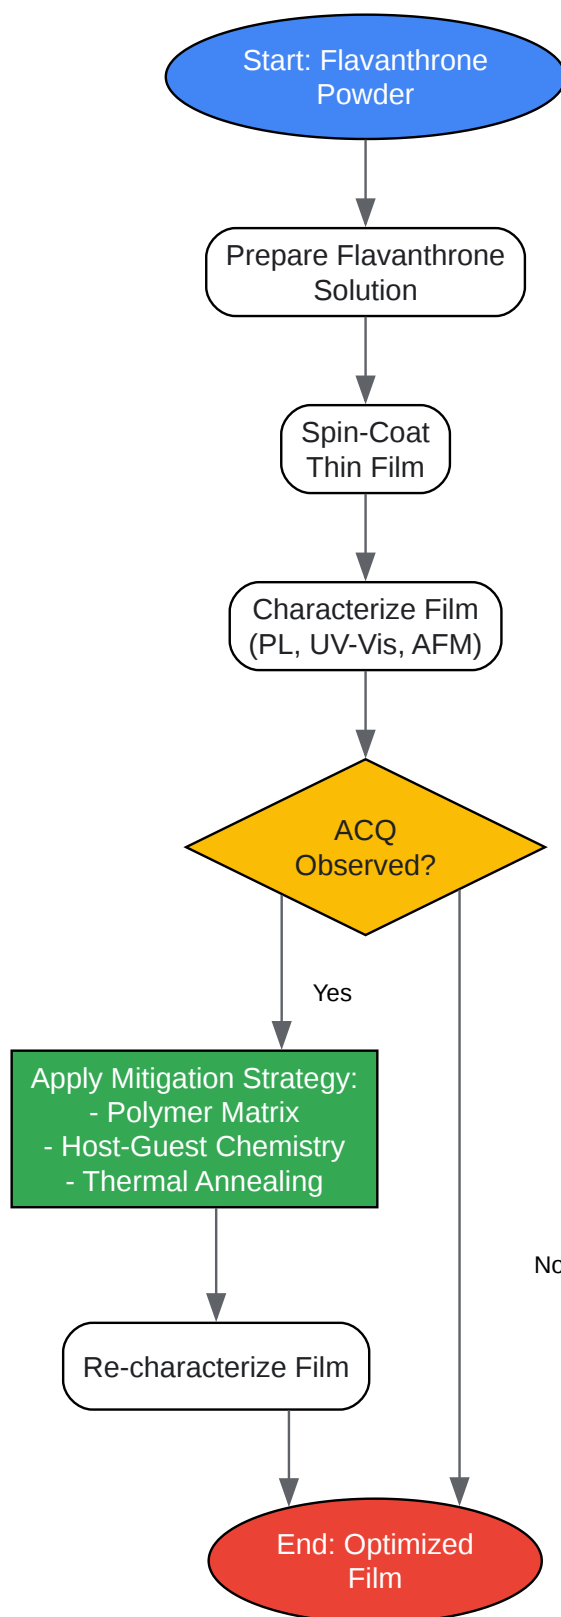 Start: Flavanthrone
Powder
Prepare Flavanthrone
Solution
Spin-Coat
Thin Film
Characterize Film
(PL, UV-Vis, AFM)
ACQ
Observed?
Yes
Apply Mitigation Strategy:
- Polymer Matrix
- Host-Guest Chemistry
- Thermal Annealing
No
Re-characterize Film
End: Optimized
Film